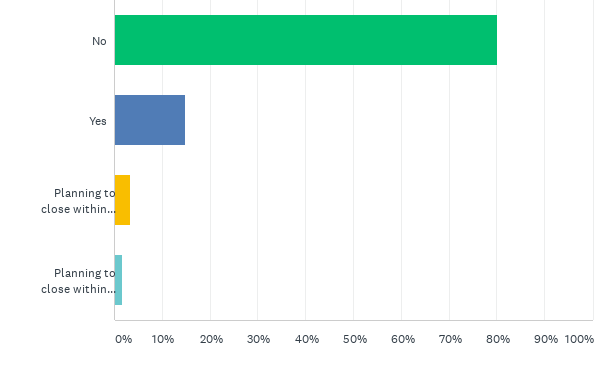 No
Yes
Planning to
close within...
Planning to
close within...
0% 10% 20% 30% 40% 50% 60% 70% 80% 90% 100%